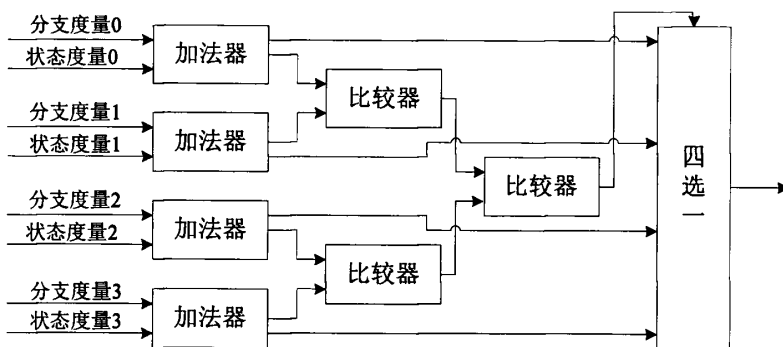 分支度量0
状态度量0
加法器
分支度量1
状态度量1
加法器
比较器
分支度量2
状态度量2
加法器
分支度量3
状态度量3
加法器
比较器
比较器
四选一